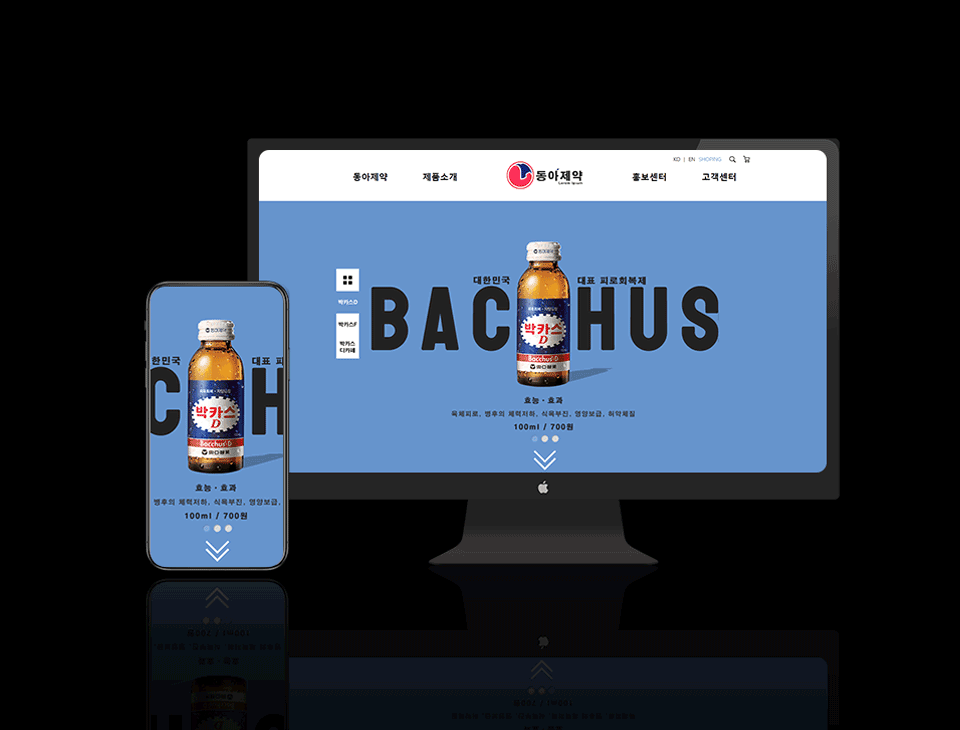 KO | EN SHOPING
동아제약 제품소개 동아제약 홍보센터 고객센터
Lorem Ipsum
대한민국 대표 피로회복제
BAC HUS
박카스D
박카스F
박카스
디카페
박카스
D
Bacchus·D
효능 · 효과
육체피로, 병후의 체력저하, 식욕부진, 영양보급, 허약체질
100ml / 700원
한민국 대표 피
C H
박카스
D
Bacchus·D
효능 · 효과
병후의 체력저하, 식욕부진, 영양보급,
100ml / 700원